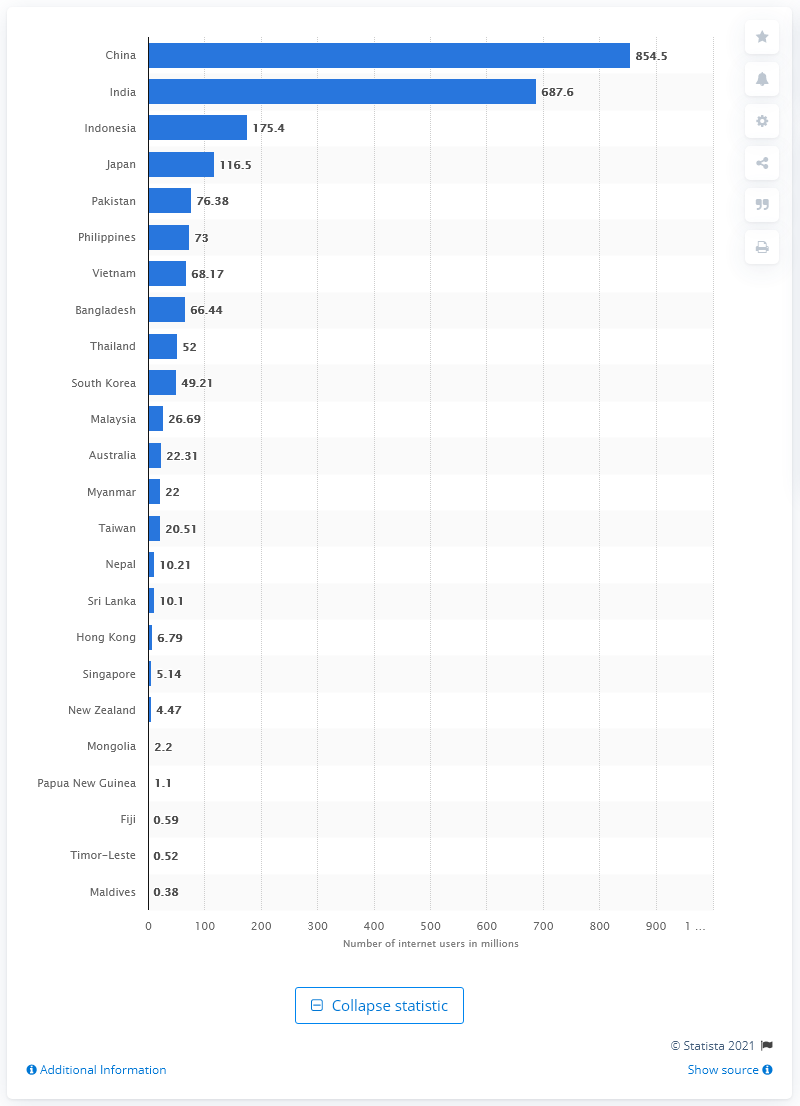 China 854.5
India 687.6
Indonesia 175.4
Japan 116.5
Pakistan 76.38
Philippines 73
Vietnam 68.17
Bangladesh 66.44
Thailand 52
South Korea 49.21
Malaysia 26.69
Australia 22.31
Myanmar 22
Taiwan 20.51
Nepal 10.21
Sri Lanka 10.1
Hong Kong 6.79
Singapore 5.14
New Zealand 4.47
Mongolia 2.2
Papua New Guinea 1.1
Fiji 0.59
Timor-Leste 0.52
Maldives 0.38
0 100 200 300 400 500 600 700 800 900 1 ...
Number of internet users in millions
Collapse statistic
© Statista 2021
Additional Information Show source